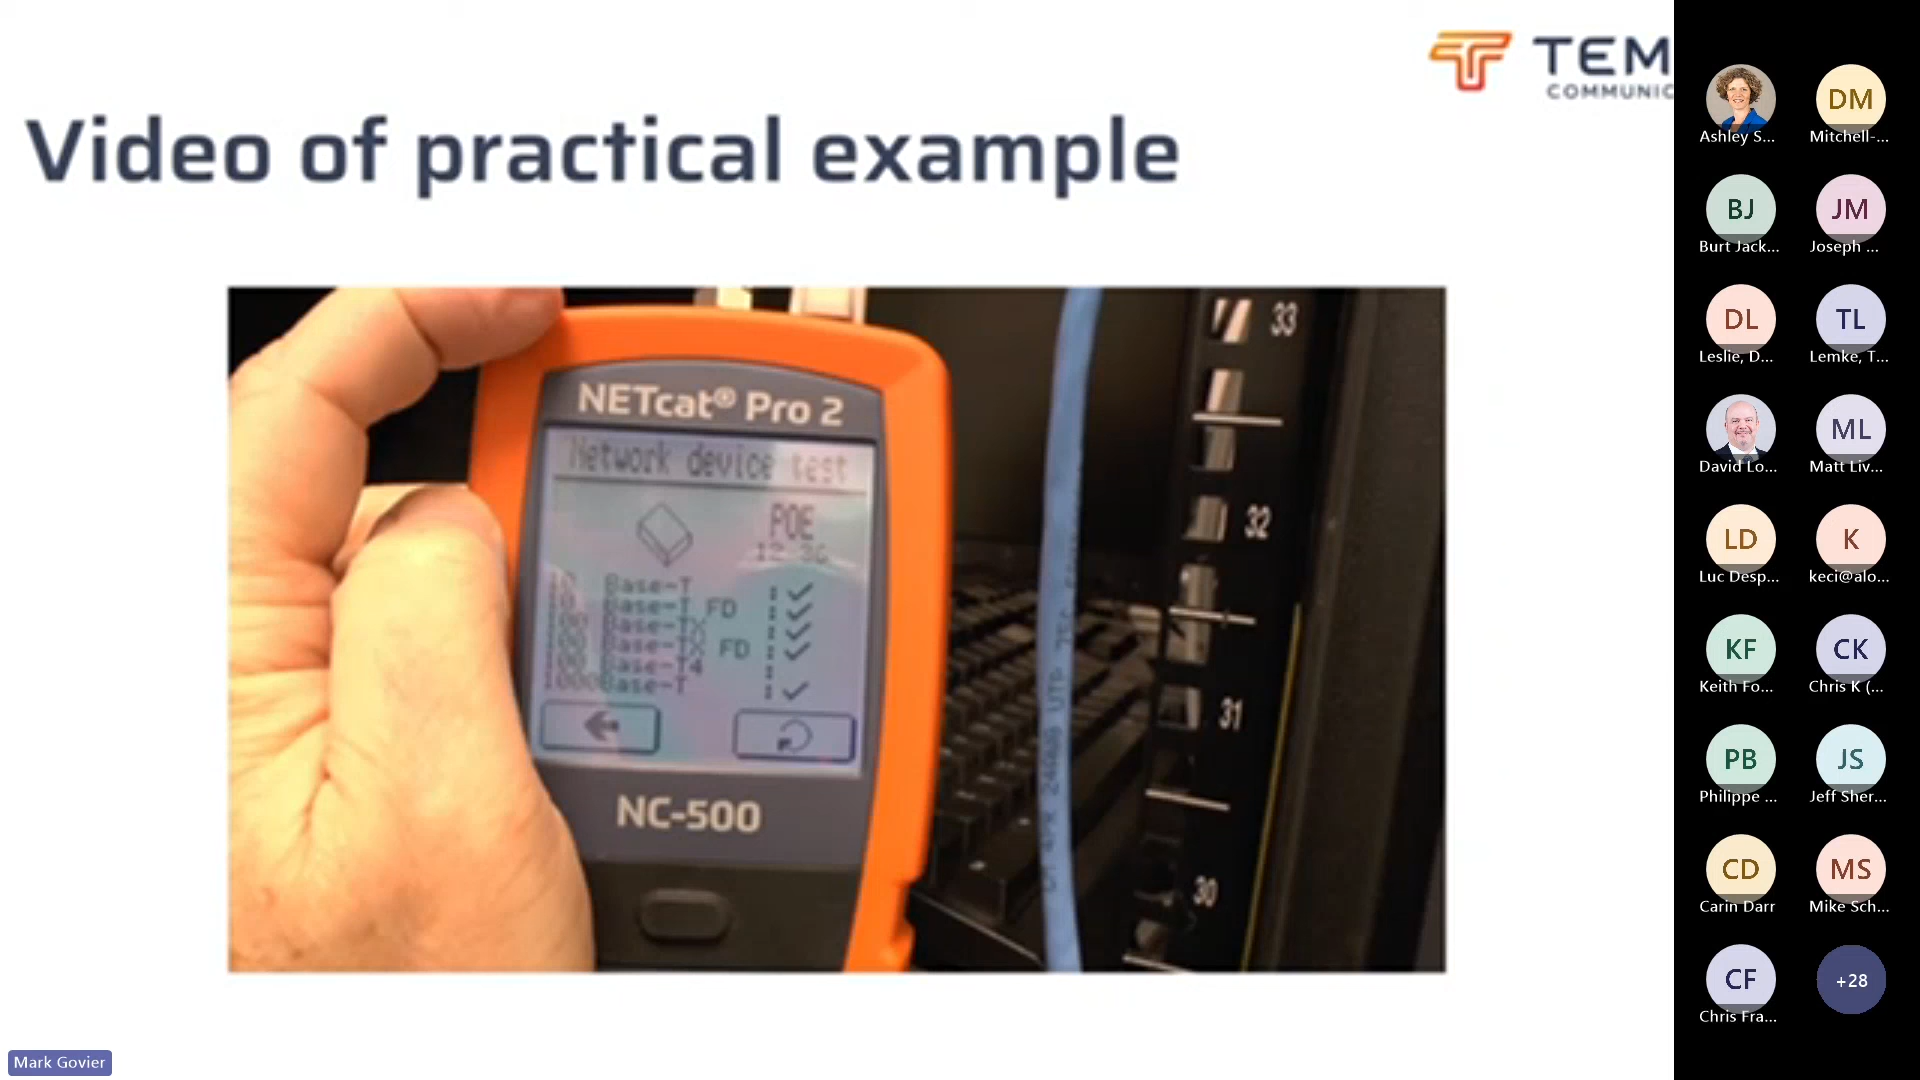 TEM
COMMUNIC
Video of practical example
NETcat® Pro 2
Network device test
POE
12 36
10 Base-T :
10 Base-T FD :
100 Base-TX :
100 Base-TX FD :
100 Base-T4 :
1000Base-T :
NC-500
33
32
31
30
Ashley S...
DM
Mitchell-...
BJ
Burt Jack...
JM
Joseph ...
DL
Leslie, D...
TL
Lemke, T...
David Lo...
ML
Matt Liv...
LD
Luc Desp...
K
keci@alo...
KF
Keith Fo...
CK
Chris K (...
PB
Philippe ...
JS
Jeff Sher...
CD
Carin Darr
MS
Mike Sch...
CF
Chris Fra...
+28
Mark Govier